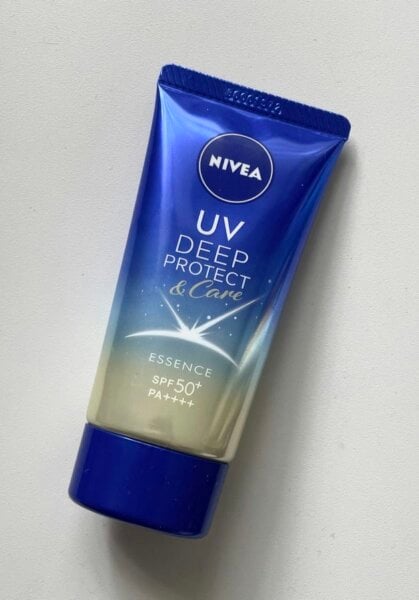 NIVEA
UV
DEEP
PROTECT
& Care
ESSENCE
SPF50+
PA++++